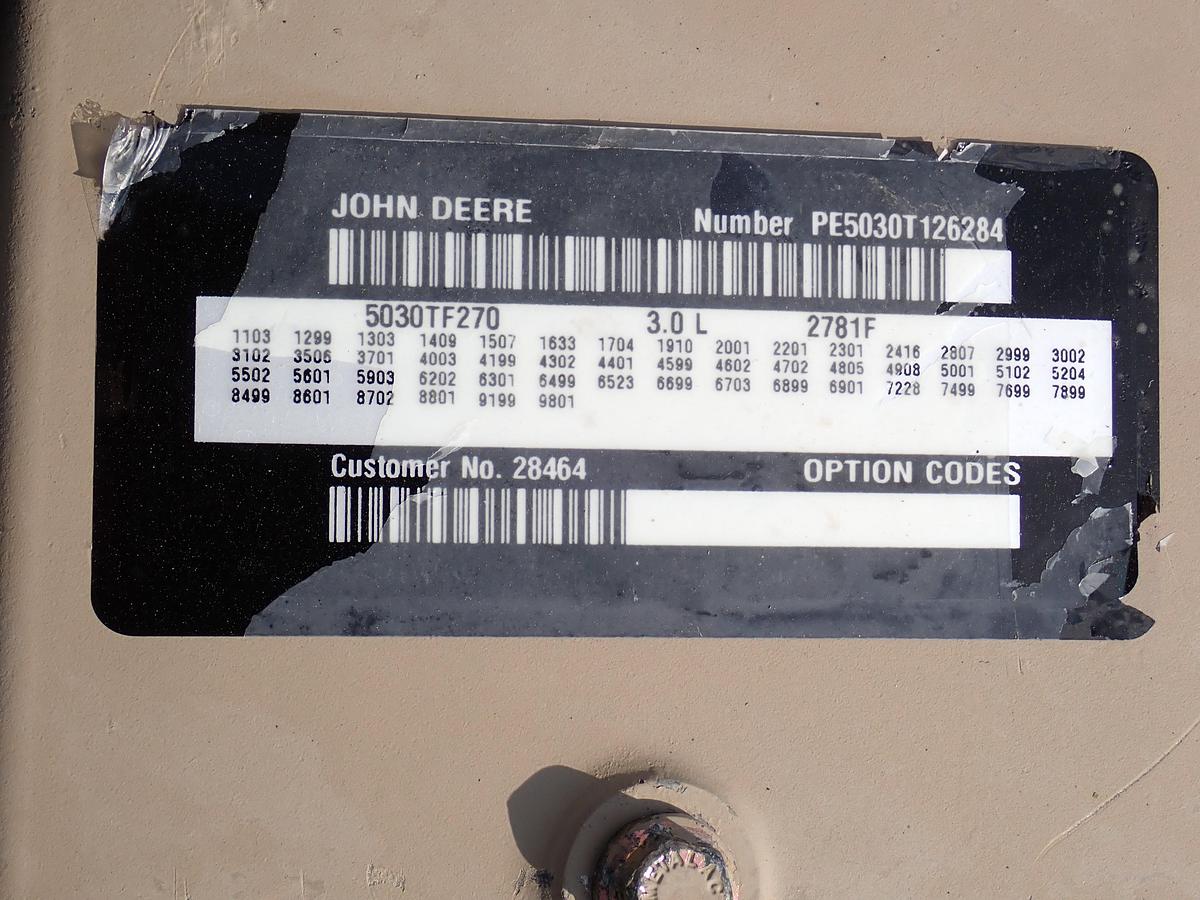 JOHN DEERE
Number PE5030T126284
5030TF270 3.0 L 2781F
1103 1299 1303 1409 1507 1633 1704 1910 2001 2201 2301 2416 2807 2999 3002
3102 3506 3701 4003 4199 4302 4401 4599 4602 4702 4805 4908 5001 5102 5204
5502 5601 5903 6202 6301 6499 6523 6699 6703 6899 6901 7228 7499 7699 7899
8499 8601 8702 8801 9199 9801
Customer No. 28464 OPTION CODES